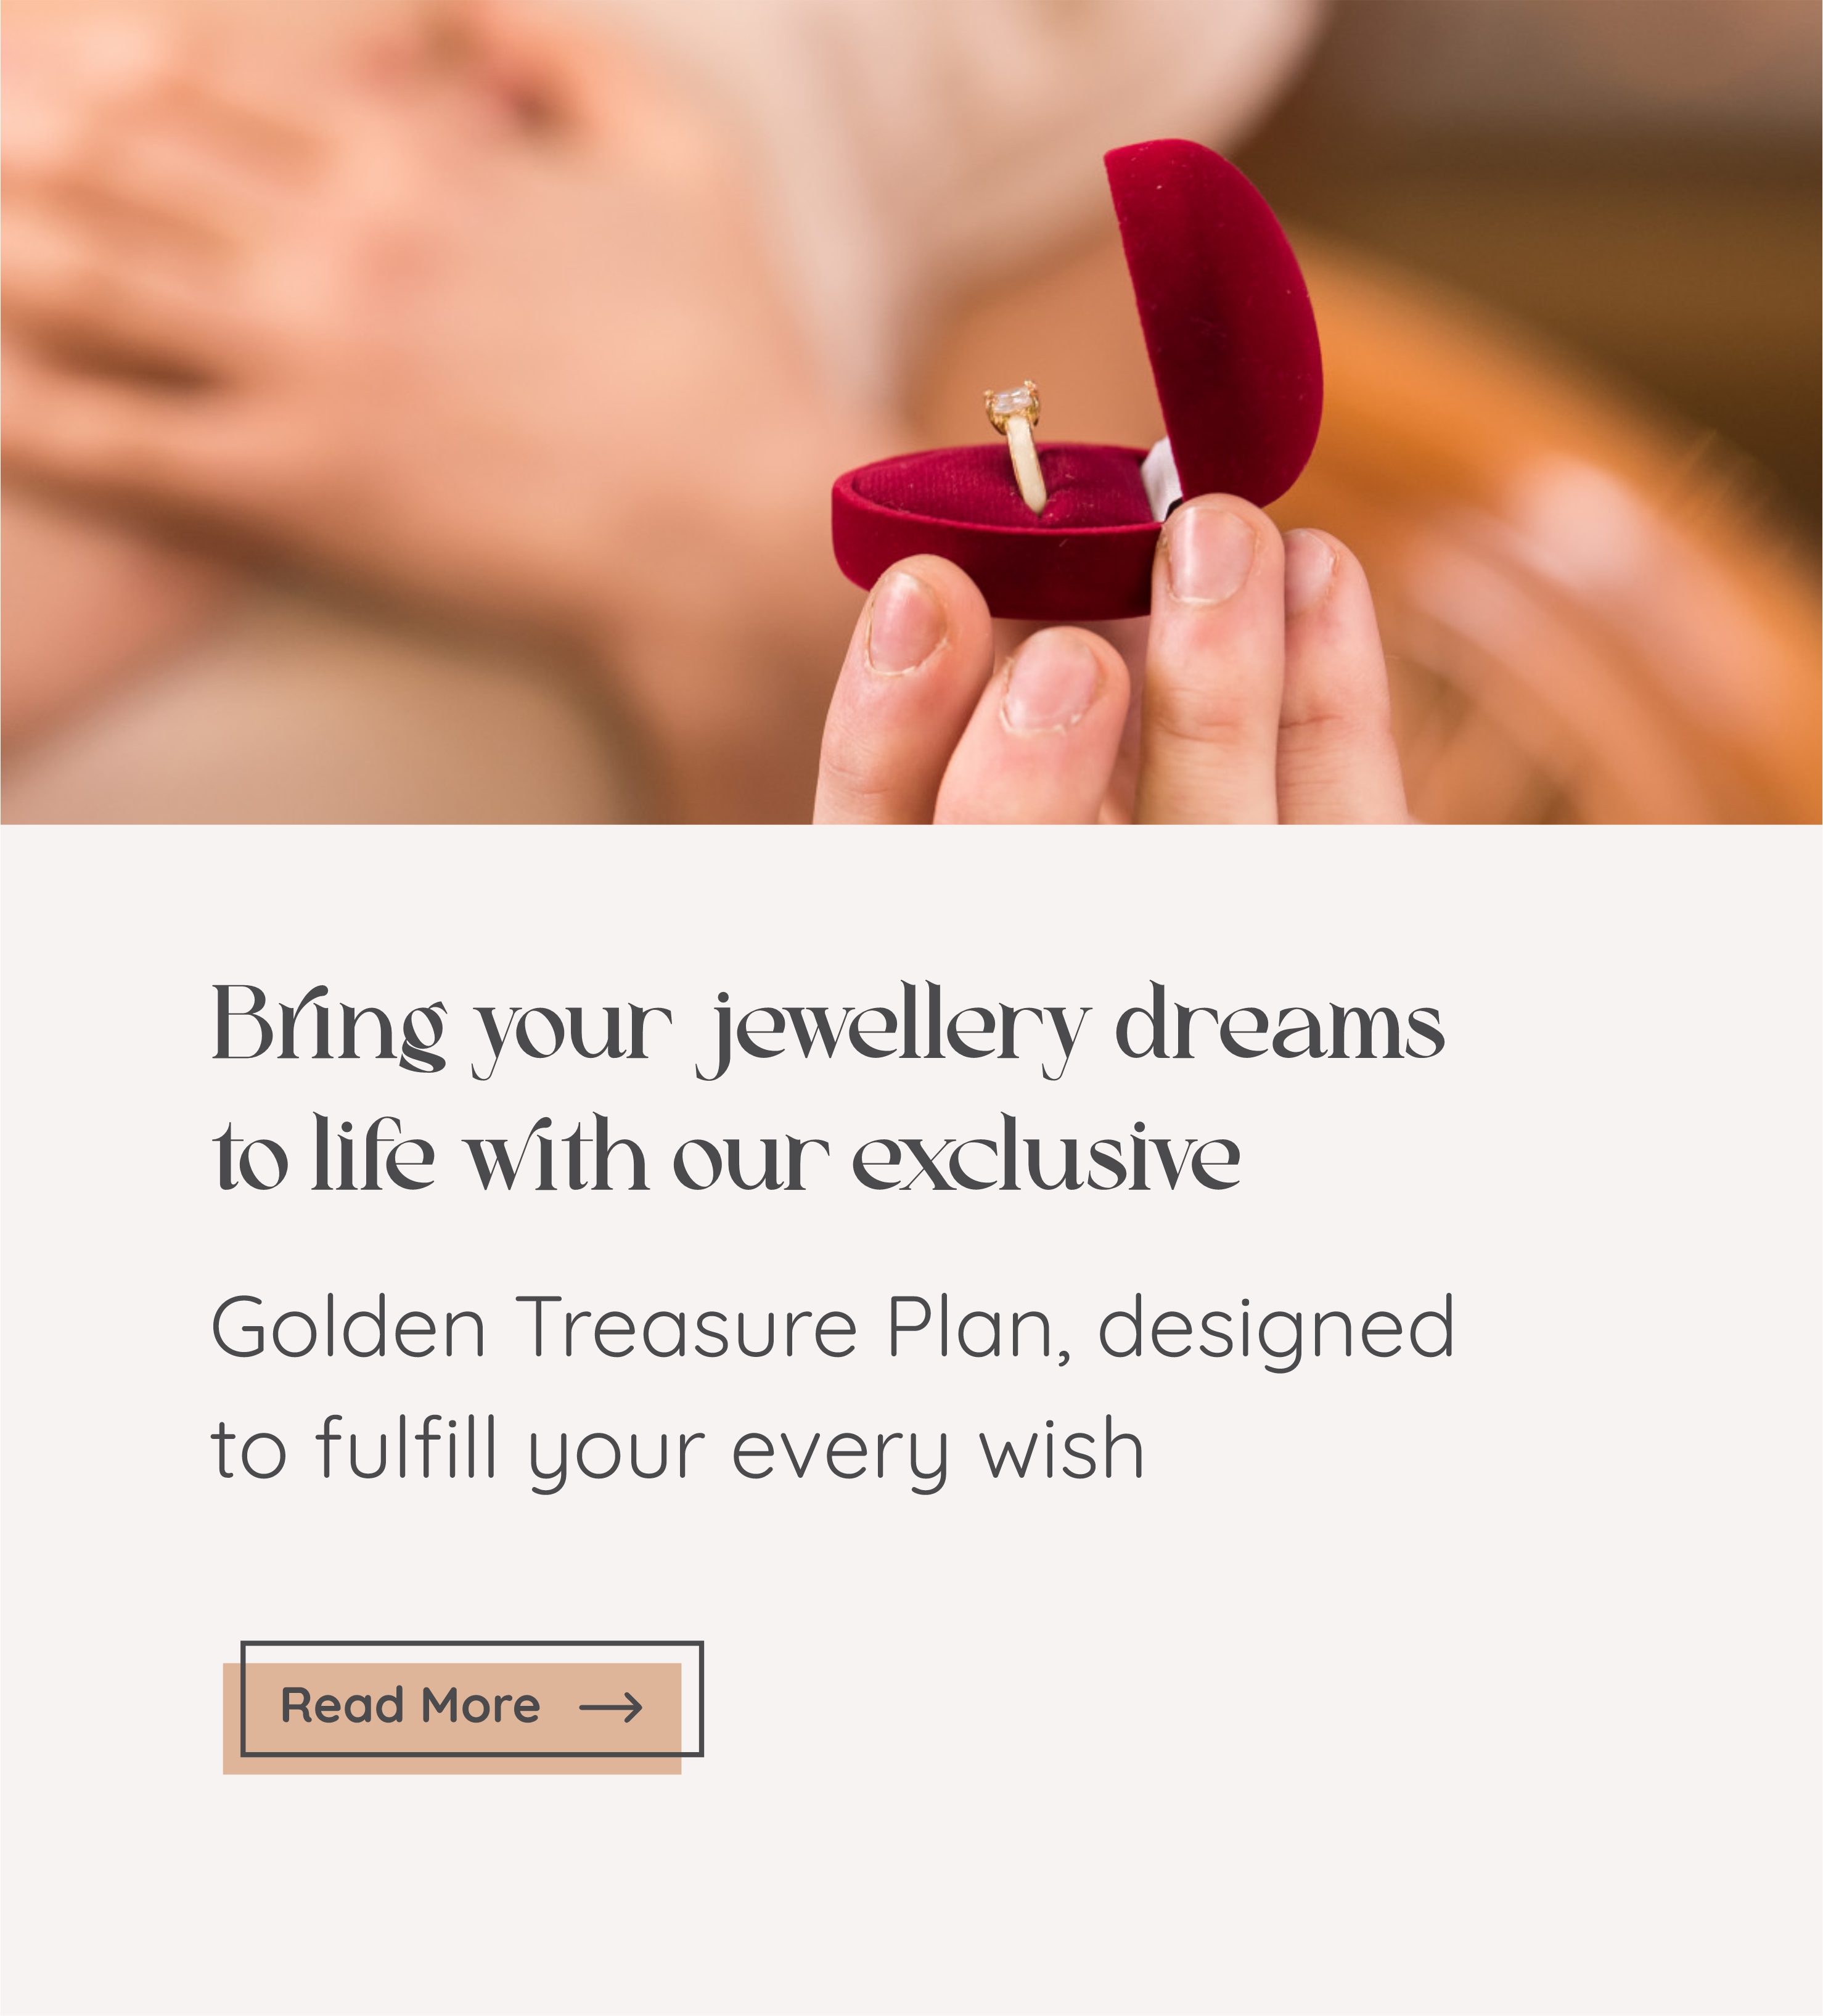 Bring your jewellery dreams
to life with our exclusive
Golden Treasure Plan, designed
to fulfill your every wish
Read More